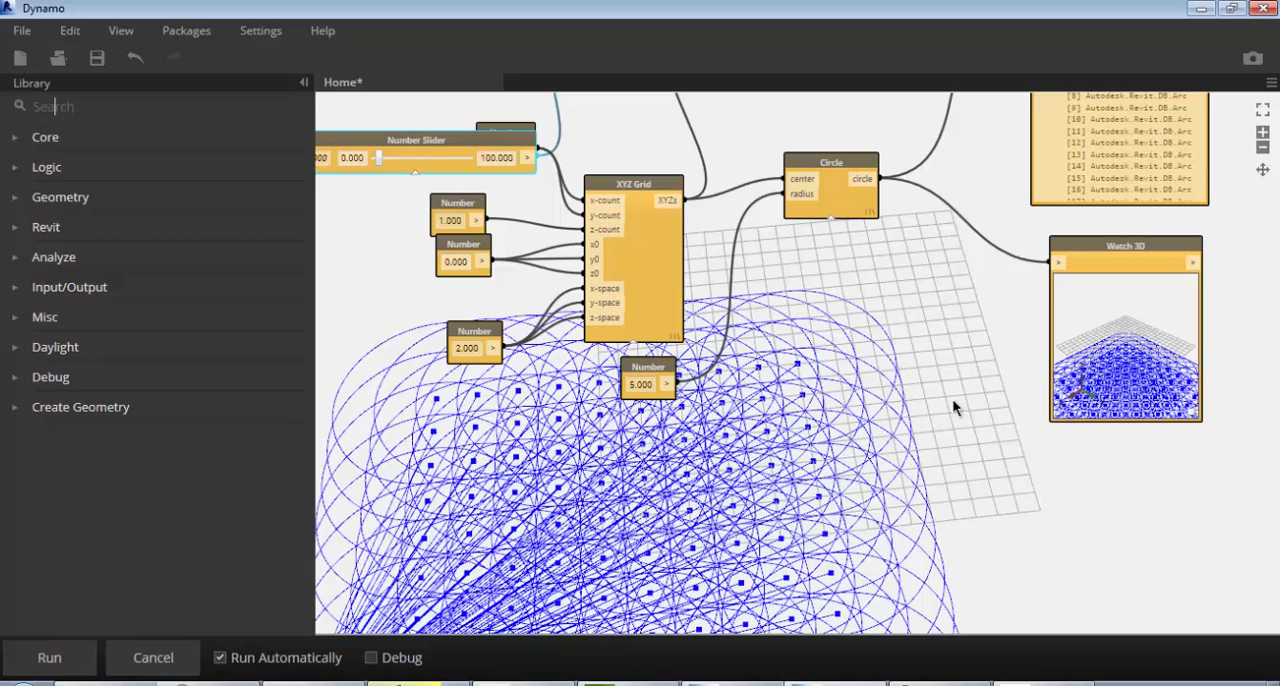 Dynamo
File Edit View Packages Settings Help
Library
Home*
Search
Core
Logic
Geometry
Revit
Analyze
Input/Output
Misc
Daylight
Debug
Create Geometry
Number Slider
0.000 100.000 >
Number
1.000 >
Number
0.000 >
Number
2.000 >
XYZ Grid
x-count XYZs
y-count
z-count
x0
y0
z0
x-space
y-space
z-space
Number
5.000 >
Circle
center circle
radius
[8] Autodesk.Revit.DB.Arc
[9] Autodesk.Revit.DB.Arc
[10] Autodesk.Revit.DB.Arc
[11] Autodesk.Revit.DB.Arc
[12] Autodesk.Revit.DB.Arc
[13] Autodesk.Revit.DB.Arc
[14] Autodesk.Revit.DB.Arc
[15] Autodesk.Revit.DB.Arc
[16] Autodesk.Revit.DB.Arc
Watch 3D
> >
Run Cancel Run Automatically Debug